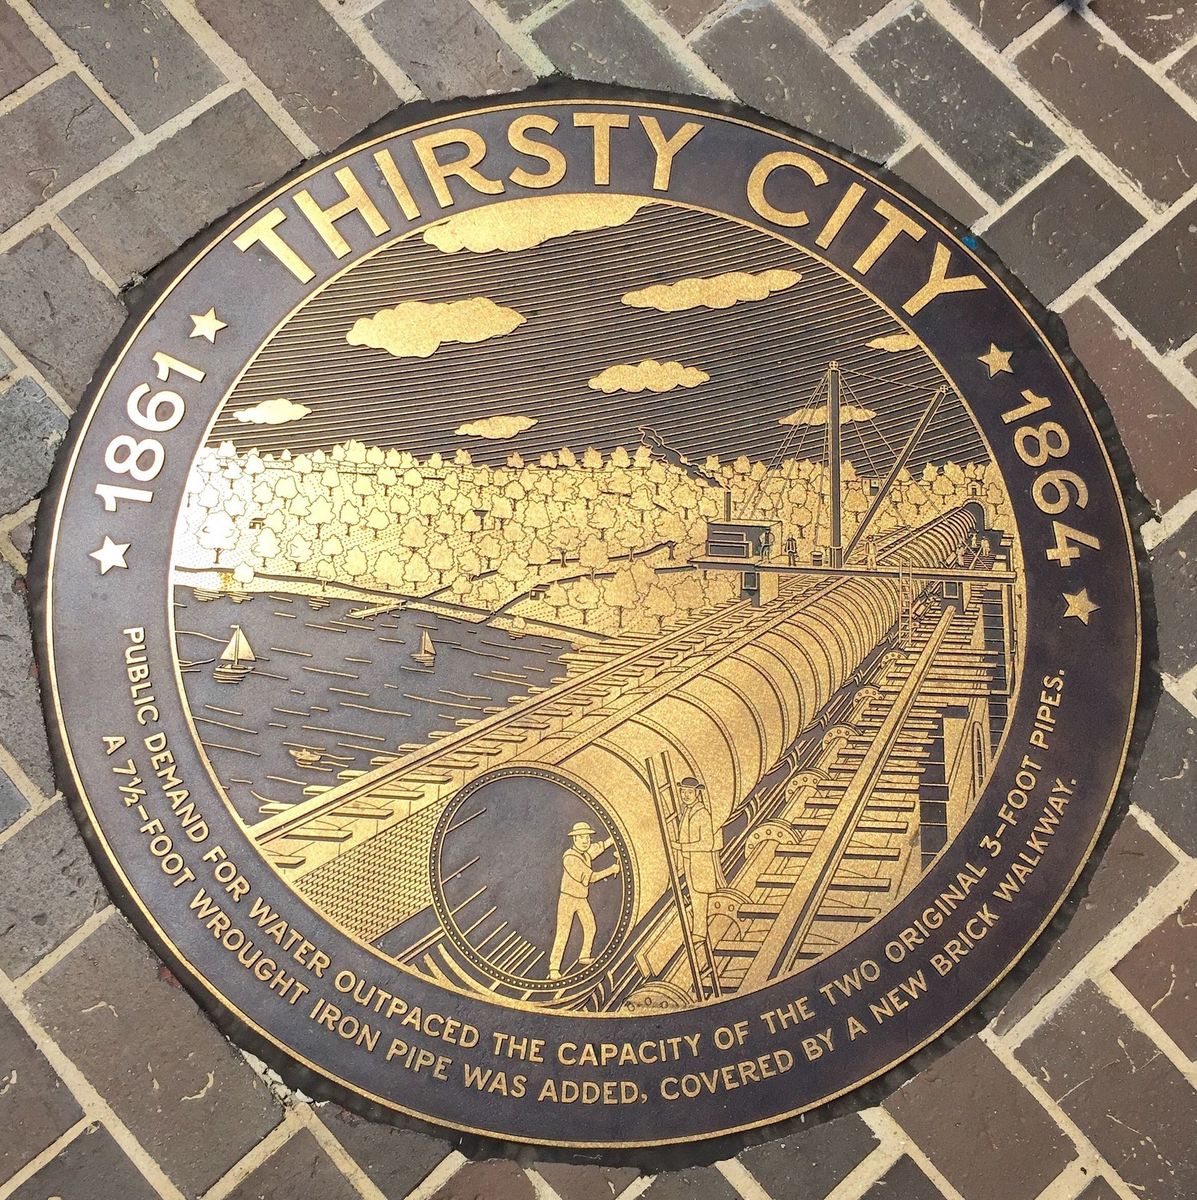 THIRSTY CITY
1861
1864
PUBLIC DEMAND FOR WATER OUTPACED THE CAPACITY OF THE TWO ORIGINAL 3–FOOT PIPES.
A 7½–FOOT WROUGHT IRON PIPE WAS ADDED, COVERED BY A NEW BRICK WALKWAY.